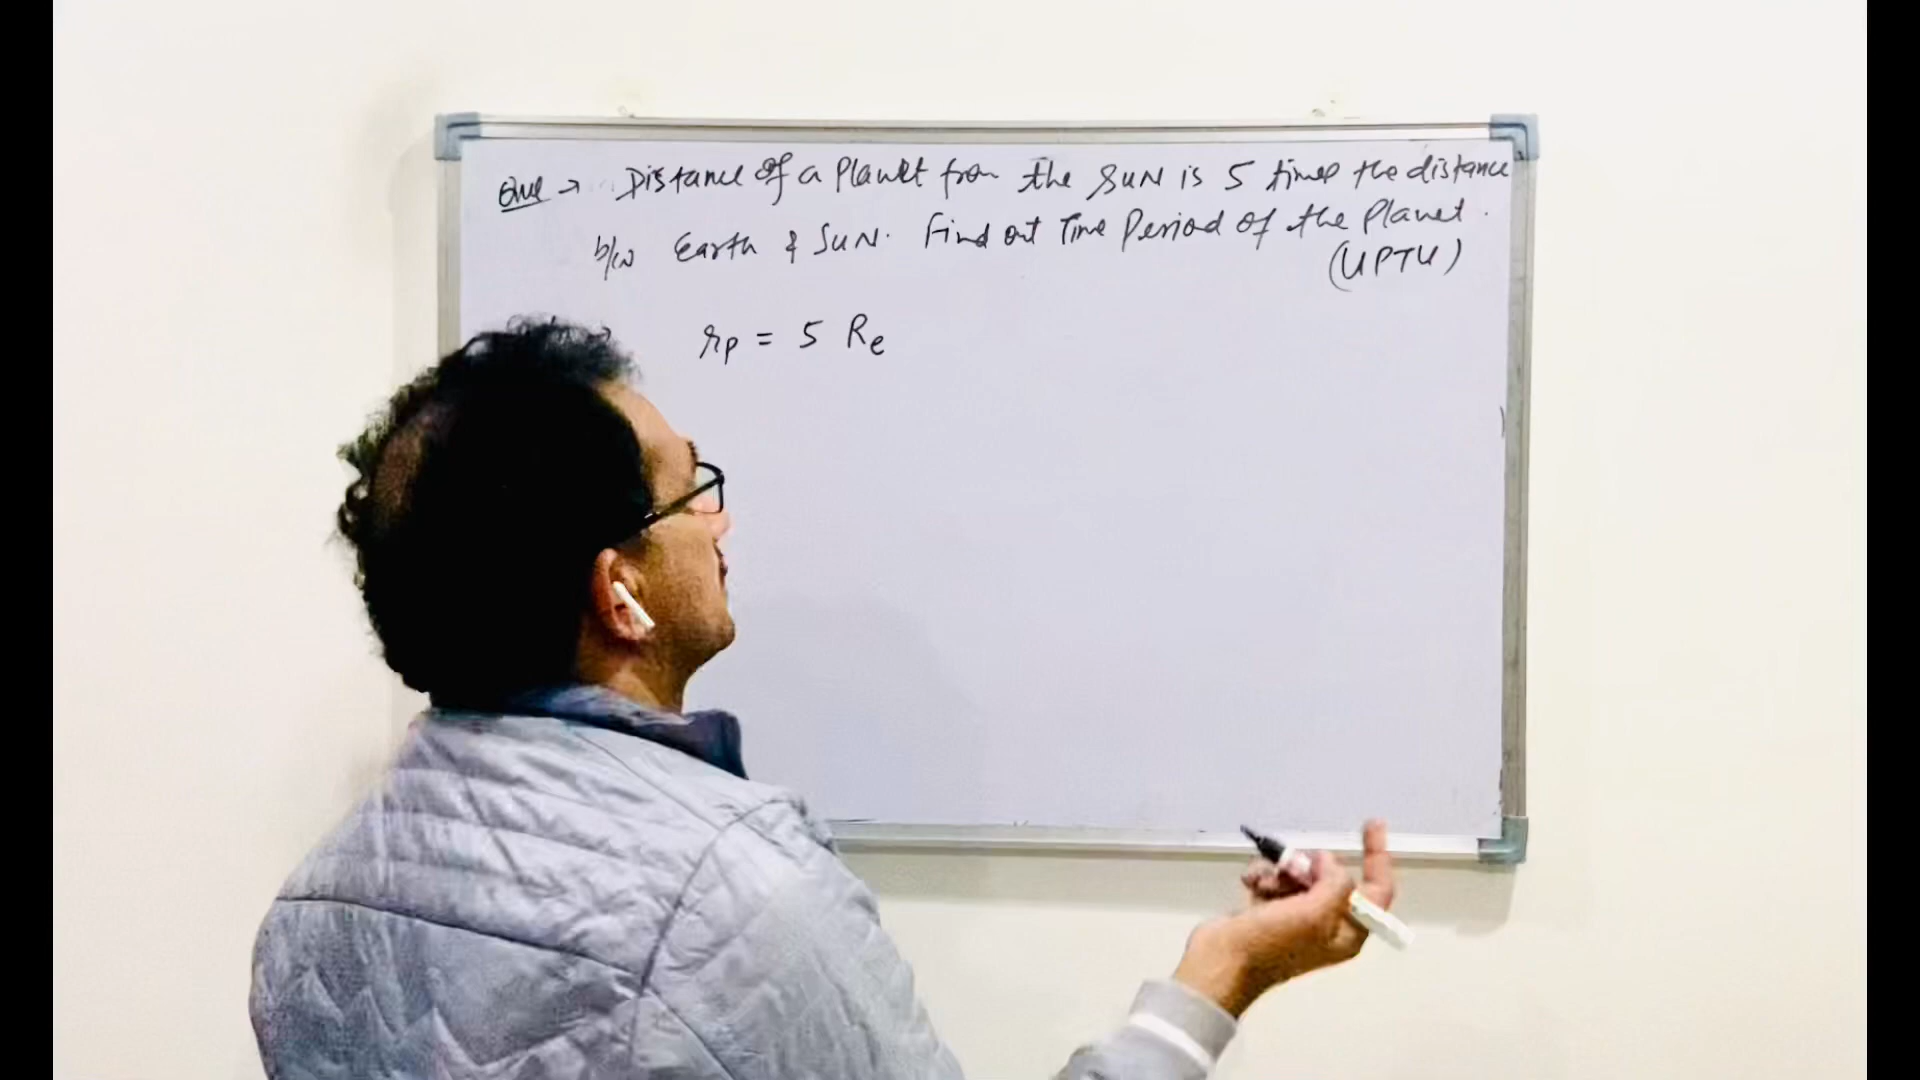 Que → Distance of a Planet from the SUN is 5 times the distance
b/w Earth & SUN. Find out Time Period of the Planet.
(UPTU)
rp = 5 Re